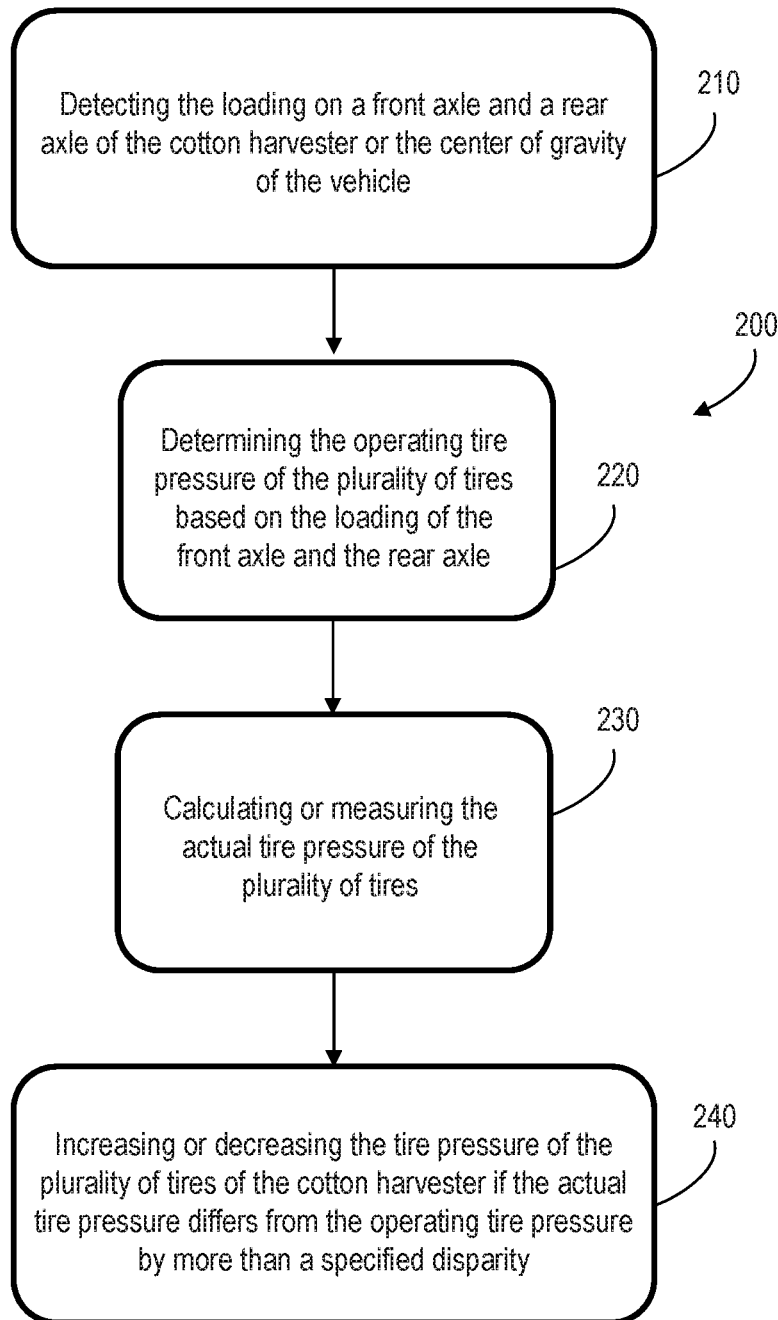 Detecting the loading on a front axle and a rear
axle of the cotton harvester or the center of gravity
of the vehicle
210
200
Determining the operating tire
pressure of the plurality of tires
based on the loading of the
front axle and the rear axle
220
Calculating or measuring the
actual tire pressure of the
plurality of tires
230
Increasing or decreasing the tire pressure of the
plurality of tires of the cotton harvester if the actual
tire pressure differs from the operating tire pressure
by more than a specified disparity
240